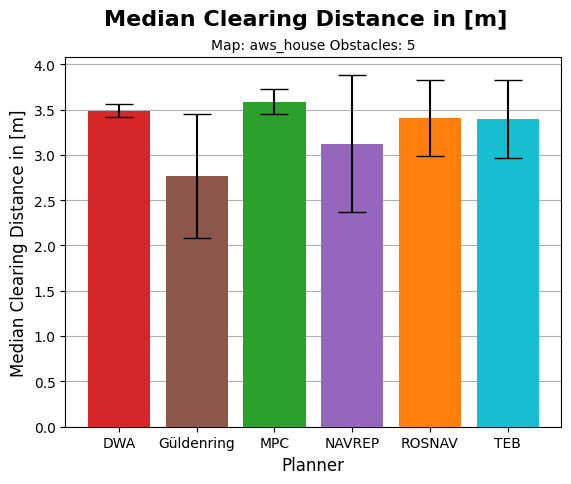 Median Clearing Distance in [m]
Map: aws_house Obstacles: 5
Median Clearing Distance in [m]
4.0
3.5
3.0
2.5
2.0
1.5
1.0
0.5
0.0
DWA Güldenring MPC NAVREP ROSNAV TEB
Planner